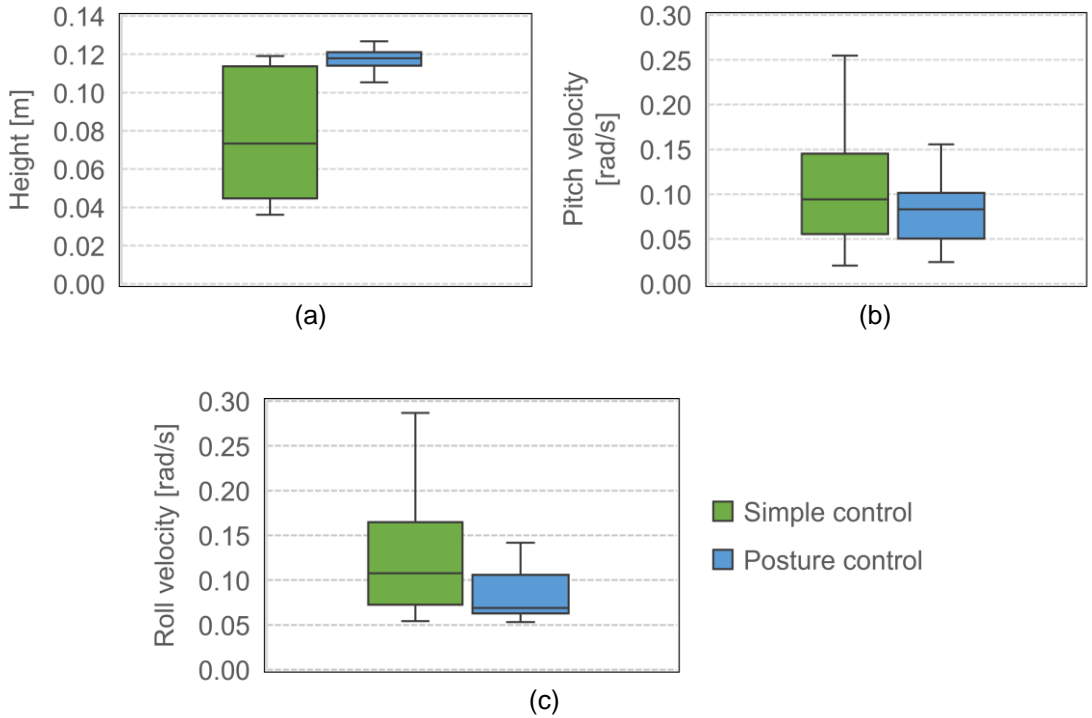 Height [m]
0.14
0.12
0.10
0.08
0.06
0.04
0.02
0.00
(a)
Pitch velocity
[rad/s]
0.30
0.25
0.20
0.15
0.10
0.05
0.00
(b)
Roll velocity [rad/s]
0.30
0.25
0.20
0.15
0.10
0.05
0.00
(c)
Simple control
Posture control